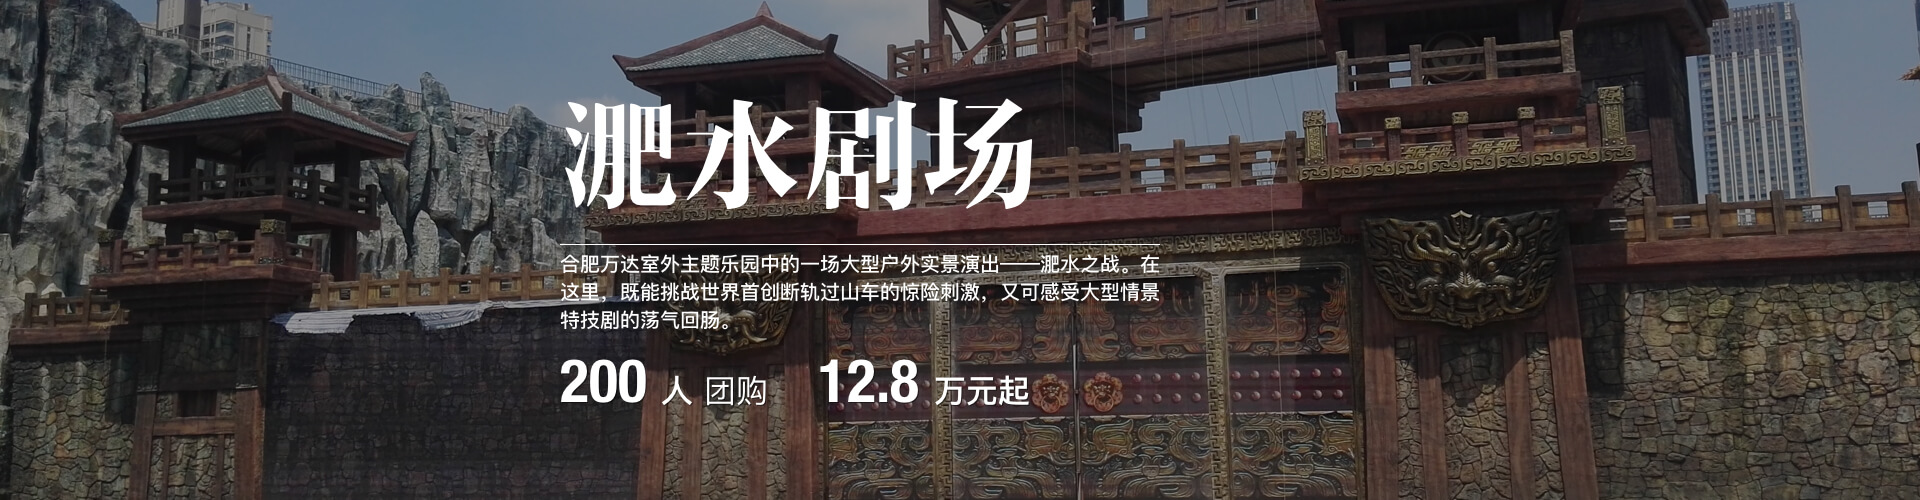 淝水剧场
合肥万达室外主题乐园中的一场大型户外实景演出——淝水之战。在
这里，既能挑战世界首创断轨过山车的惊险刺激，又可感受大型情景
特技剧的荡气回肠。
200 人 团购 12.8 万元起